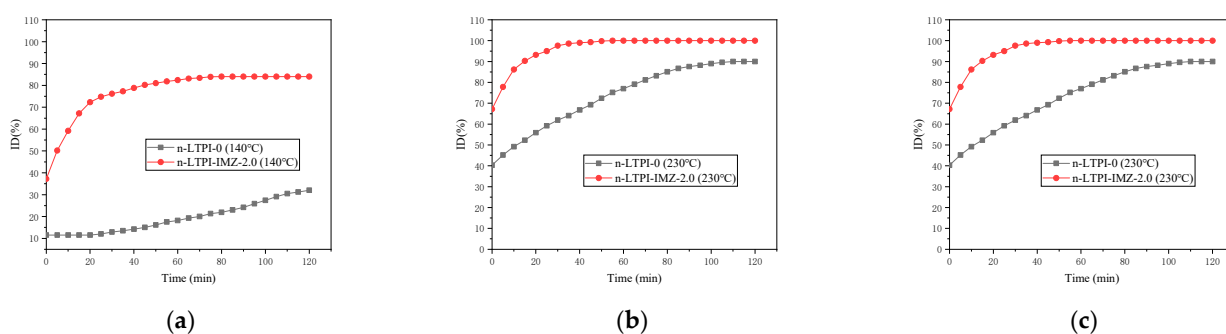 110
100
90
80
70
60
50
40
30
20
10
ID(%)
n-LTPI-0 (140℃)
n-LTPI-IMZ-2.0 (140℃)
0 20 40 60 80 100 120
Time (min)
(a)
110
100
90
80
70
60
50
40
30
20
10
0
ID(%)
n-LTPI-0 (230℃)
n-LTPI-IMZ-2.0 (230℃)
0 20 40 60 80 100 120
Time (min)
(b)
110
100
90
80
70
60
50
40
30
20
10
0
ID(%)
n-LTPI-0 (230℃)
n-LTPI-IMZ-2.0 (230℃)
0 20 40 60 80 100 120
Time (min)
(c)